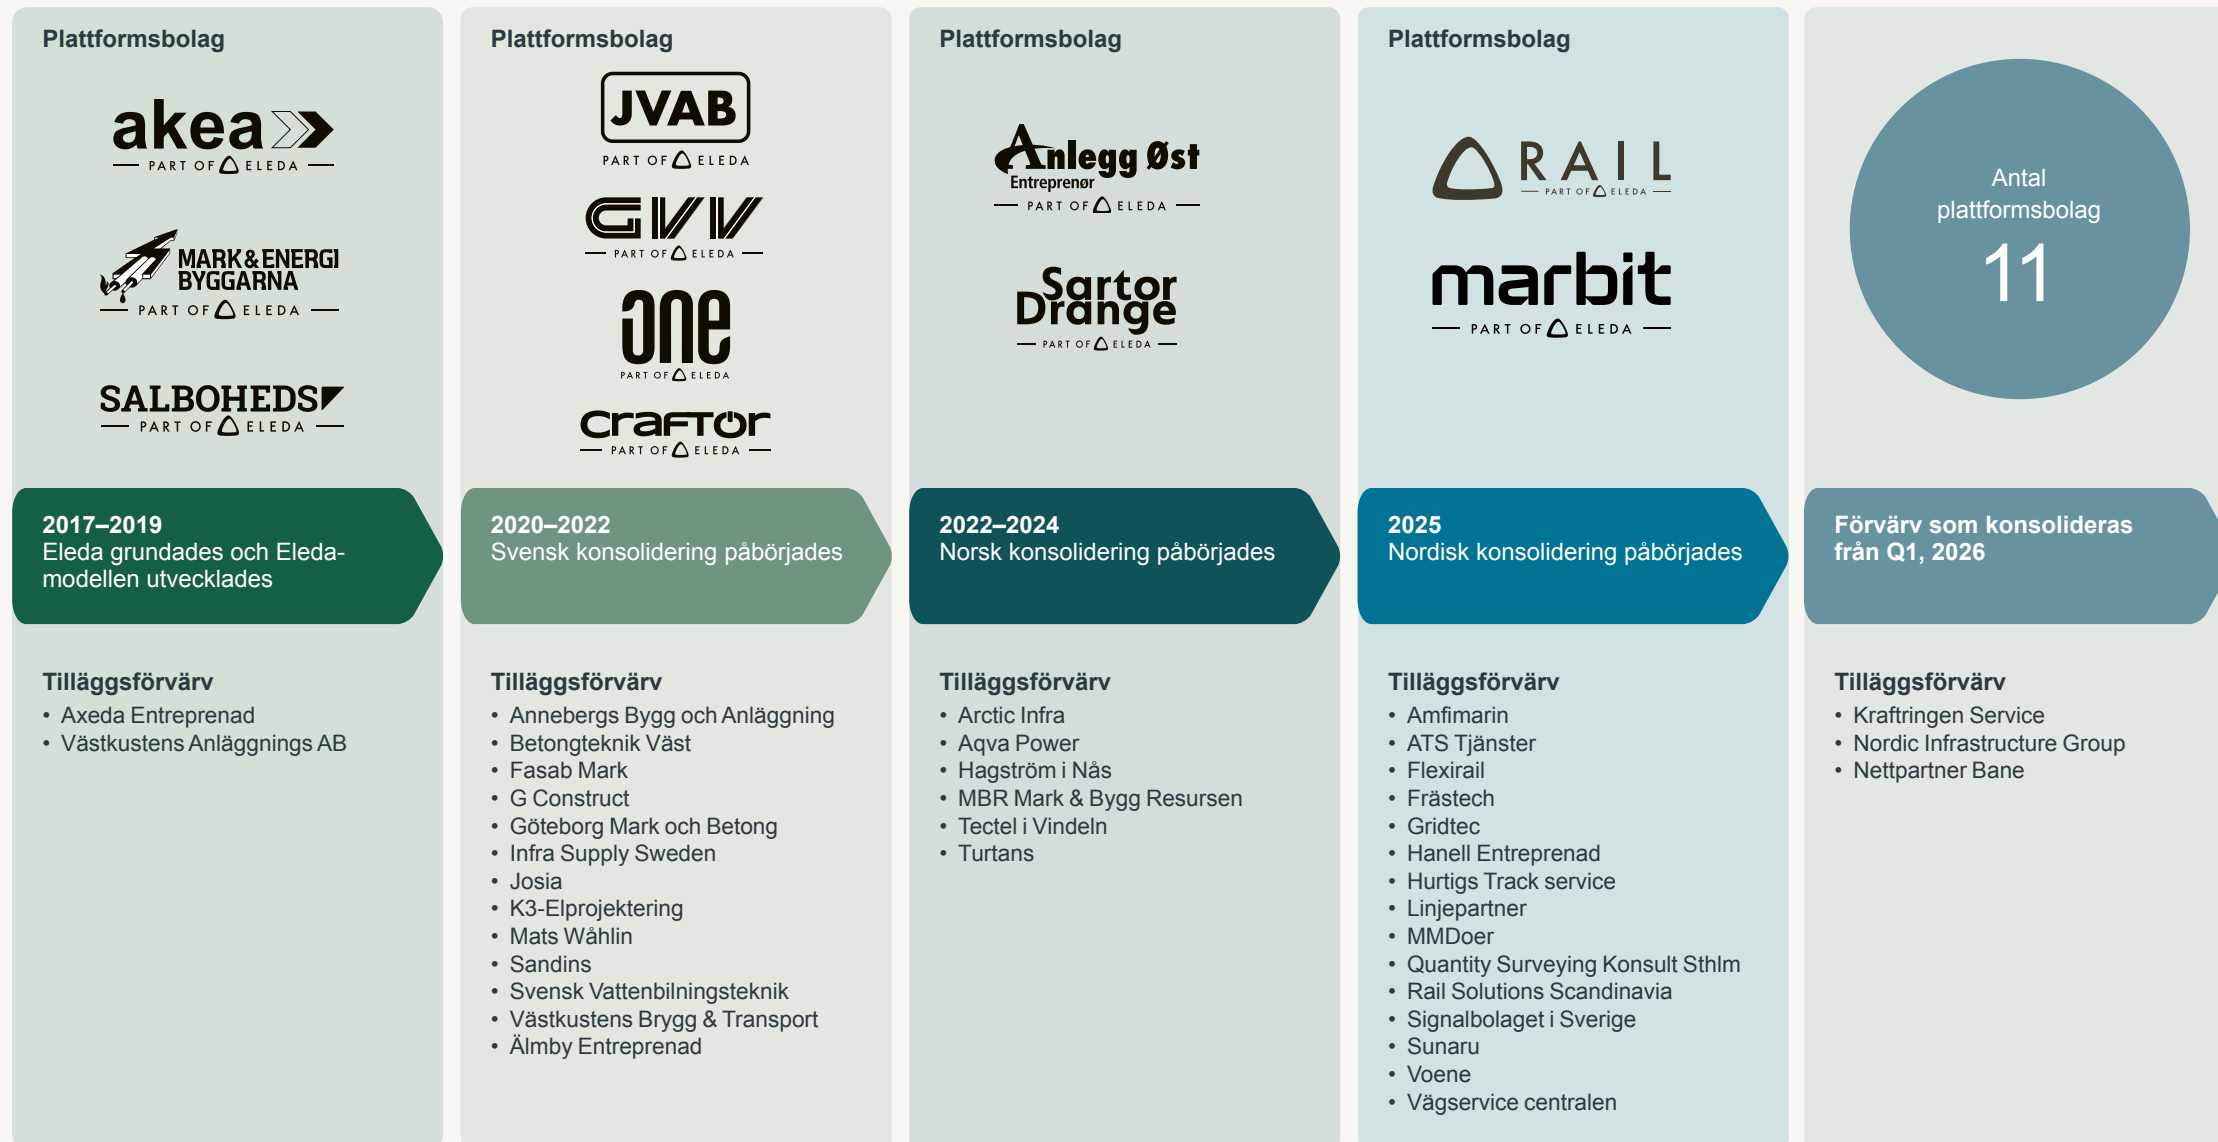 Plattformsbolag
akea
PART OF ELEDA
MARK & ENERGI
BYGGARNA
PART OF ELEDA
SALBOHEDS
PART OF ELEDA
2017–2019
Eleda grundades och Eleda-
modellen utvecklades
Tilläggsförvärv
• Axeda Entreprenad
• Västkustens Anläggnings AB
Plattformsbolag
JVAB
PART OF ELEDA
GVV
PART OF ELEDA
one
PART OF ELEDA
craftor
PART OF ELEDA
2020–2022
Svensk konsolidering påbörjades
Tilläggsförvärv
• Annebergs Bygg och Anläggning
• Betongteknik Väst
• Fasab Mark
• G Construct
• Göteborg Mark och Betong
• Infra Supply Sweden
• Josia
• K3-Elprojektering
• Mats Wåhlin
• Sandins
• Svensk Vattenbilningsteknik
• Västkustens Brygg & Transport
• Älmby Entreprenad
Plattformsbolag
Anlegg Øst
Entreprenør
PART OF ELEDA
Sartor
Drange
PART OF ELEDA
2022–2024
Norsk konsolidering påbörjades
Tilläggsförvärv
• Arctic Infra
• Aqva Power
• Hagström i Nås
• MBR Mark & Bygg Resursen
• Tectel i Vindeln
• Turtans
Plattformsbolag
RAIL
PART OF ELEDA
marbit
PART OF ELEDA
2025
Nordisk konsolidering påbörjades
Tilläggsförvärv
• Amfimarin
• ATS Tjänster
• Flexirail
• Frästech
• Gridtec
• Hanell Entreprenad
• Hurtigs Track service
• Linjepartner
• MMDoer
• Quantity Surveying Konsult Sthlm
• Rail Solutions Scandinavia
• Signalbolaget i Sverige
• Sunaru
• Voene
• Vägservice centralen
Antal
plattformsbolag
11
Förvärv som konsolideras
från Q1, 2026
Tilläggsförvärv
• Kraftringen Service
• Nordic Infrastructure Group
• Nettpartner Bane